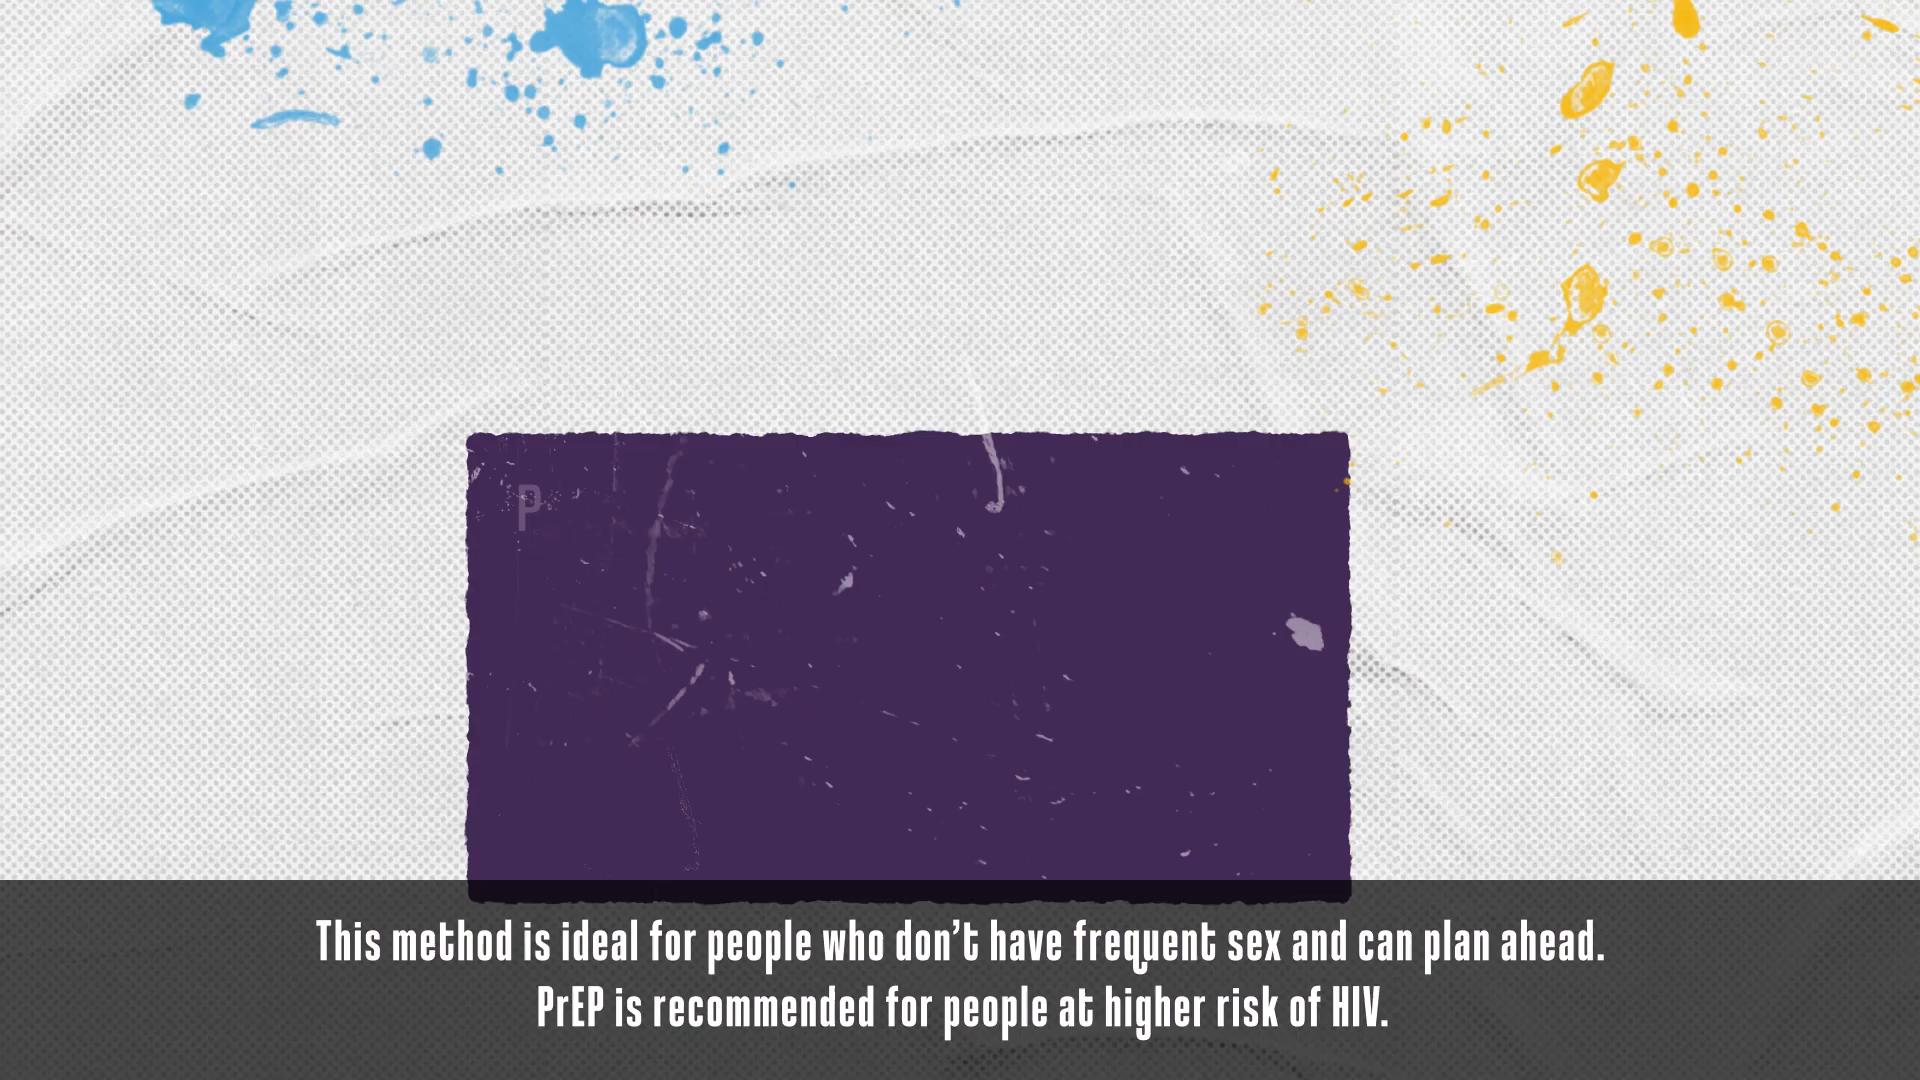 P
This method is ideal for people who don’t have frequent sex and can plan ahead.
PrEP is recommended for people at higher risk of HIV.